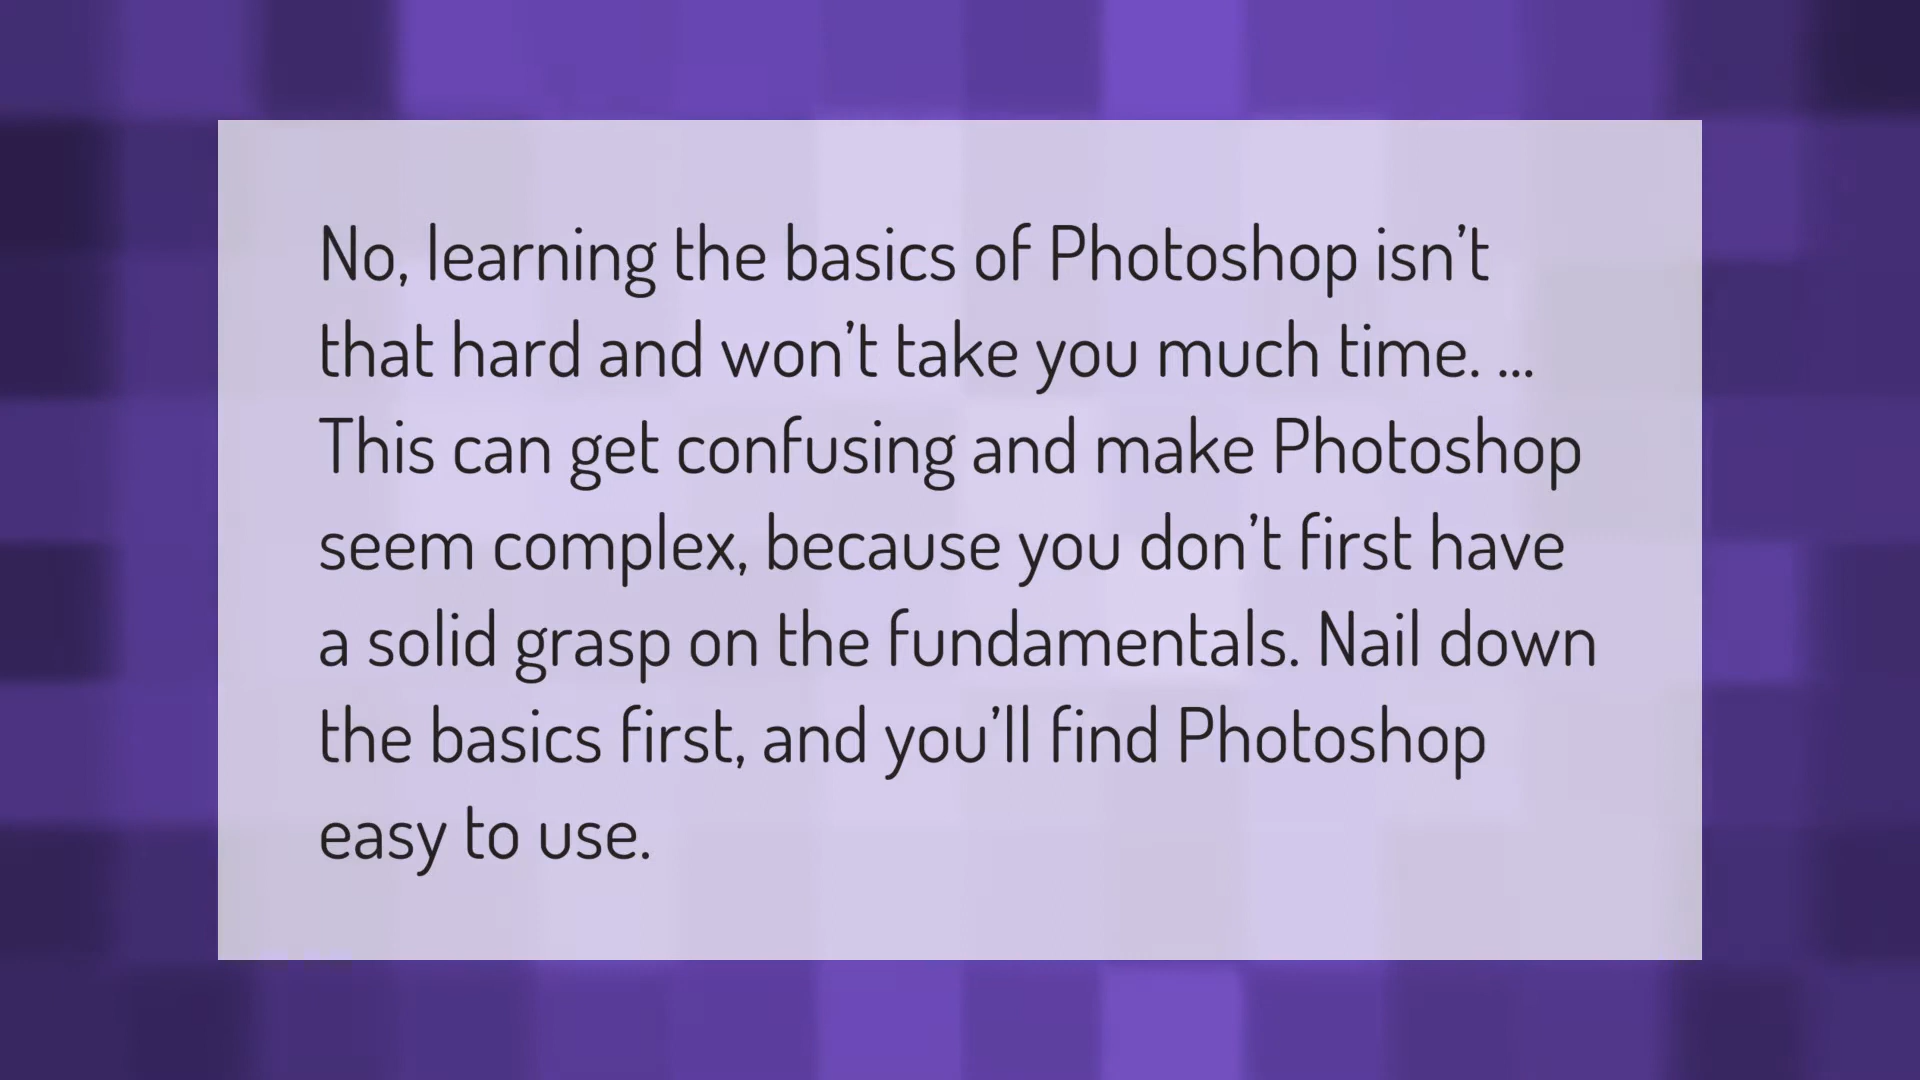 No, learning the basics of Photoshop isn’t
that hard and won’t take you much time. ...
This can get confusing and make Photoshop
seem complex, because you don’t first have
a solid grasp on the fundamentals. Nail down
the basics first, and you’ll find Photoshop
easy to use.